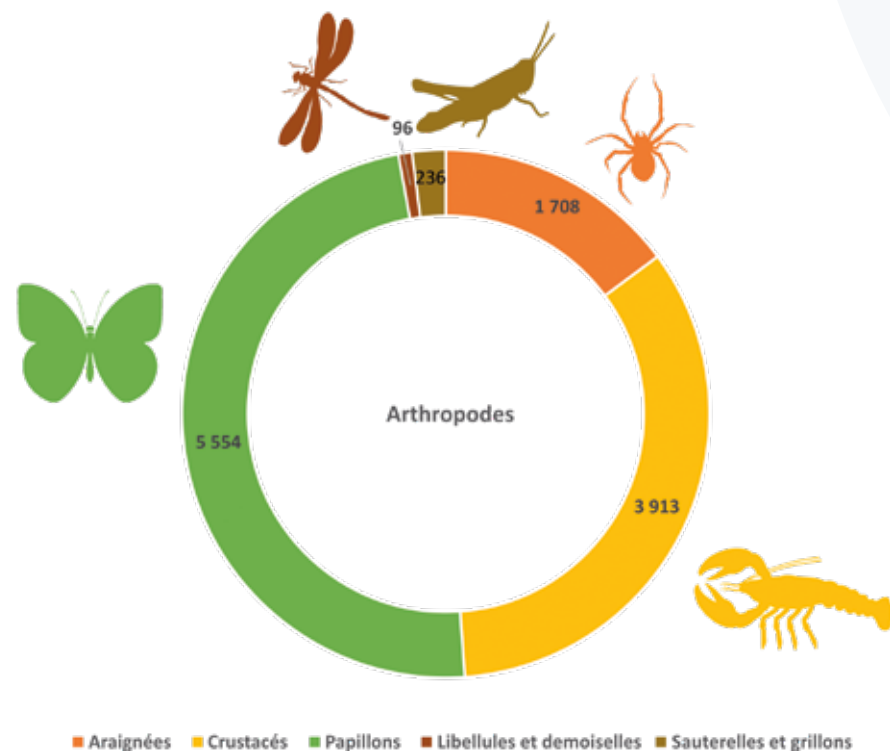 96
236
1 708
5 554
Arthropodes
3 913
Araignées Crustacés Papillons Libellules et demoiselles Sauterelles et grillons